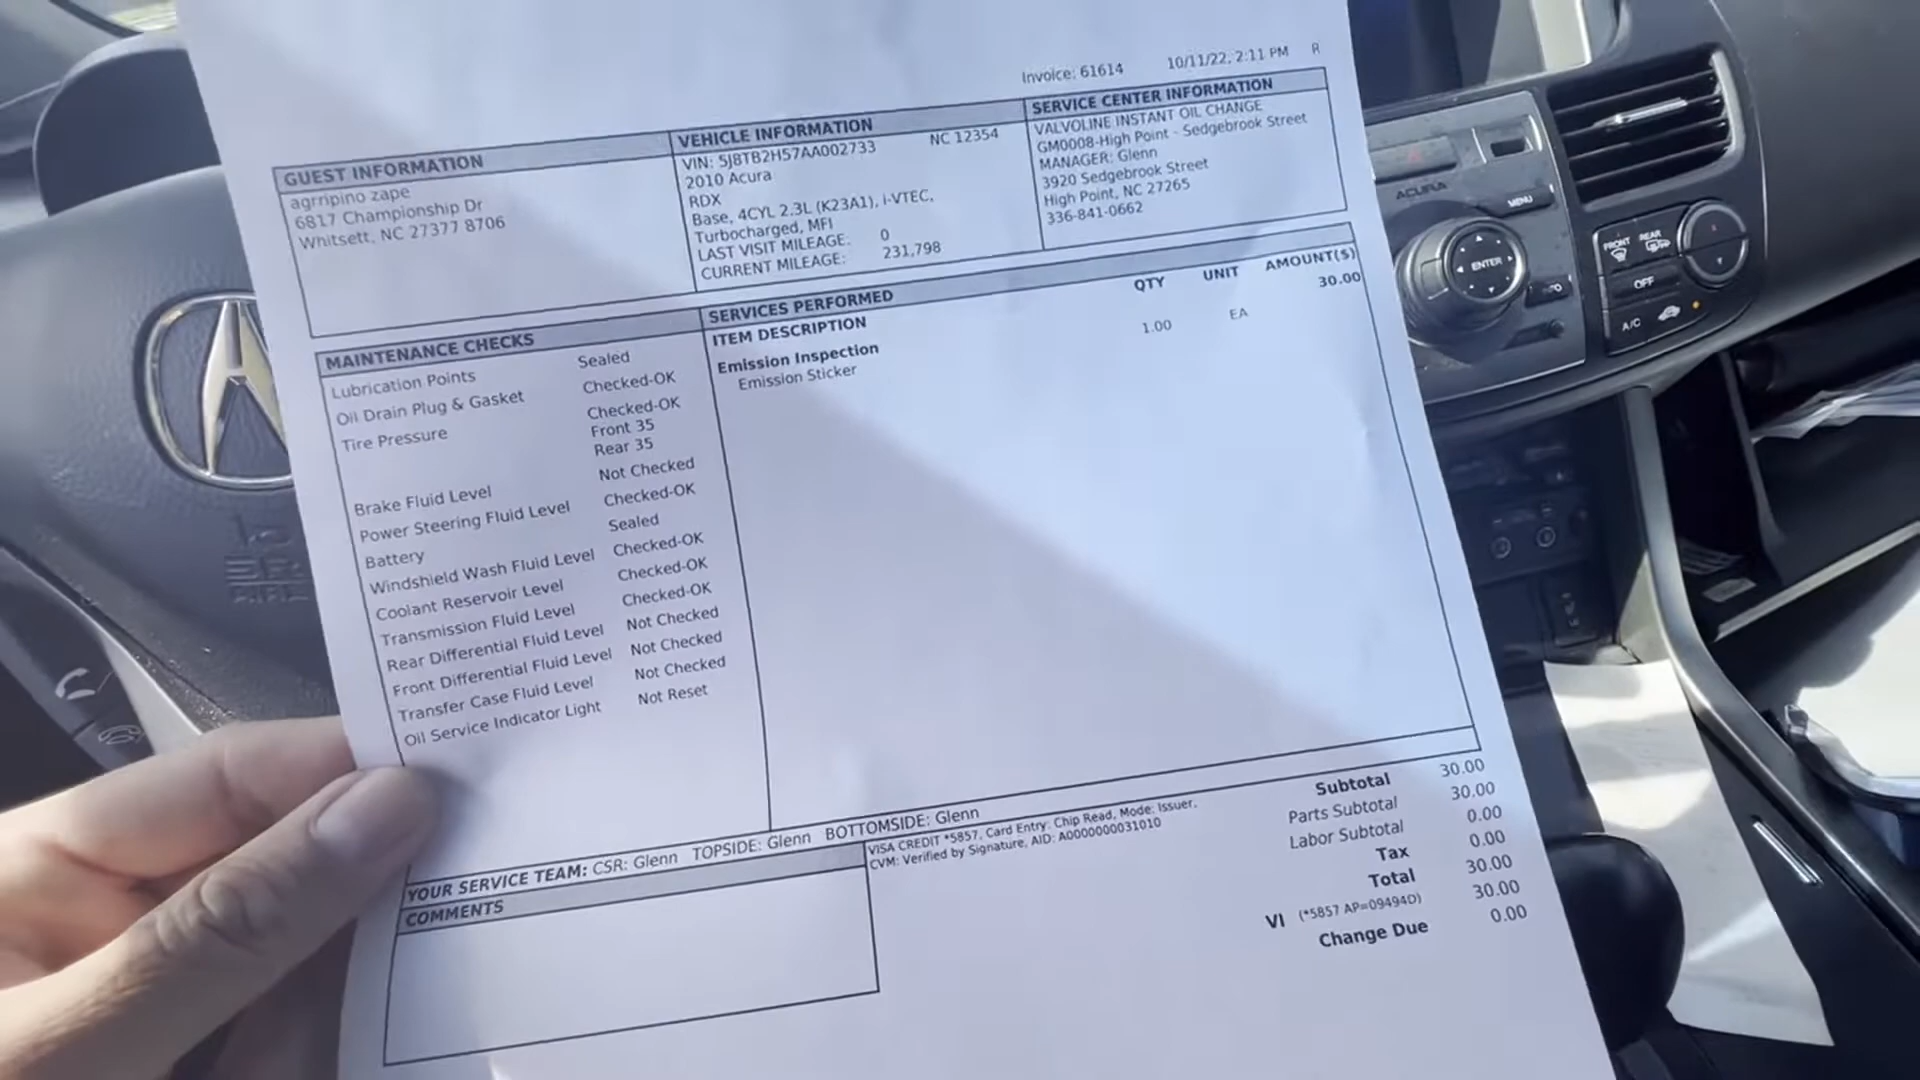 Invoice: 61614 10/11/22, 2:11 PM R
GUEST INFORMATION
agrripino zape
6817 Championship Dr
Whitsett, NC 27377 8706
VEHICLE INFORMATION
VIN: 5J8TB2H57AA002733 NC 12354
2010 Acura
RDX
Base, 4CYL 2.3L (K23A1), i-VTEC,
Turbocharged, MFI
LAST VISIT MILEAGE: 0
CURRENT MILEAGE: 231,798
SERVICE CENTER INFORMATION
VALVOLINE INSTANT OIL CHANGE
GM0008-High Point - Sedgebrook Street
MANAGER: Glenn
3920 Sedgebrook Street
High Point, NC 27265
336-841-0662
MAINTENANCE CHECKS
Lubrication Points Sealed
Oil Drain Plug & Gasket Checked-OK
Tire Pressure Checked-OK
Front 35
Rear 35
Brake Fluid Level Not Checked
Power Steering Fluid Level Checked-OK
Battery Sealed
Windshield Wash Fluid Level Checked-OK
Coolant Reservoir Level Checked-OK
Transmission Fluid Level Checked-OK
Rear Differential Fluid Level Not Checked
Front Differential Fluid Level Not Checked
Transfer Case Fluid Level Not Checked
Oil Service Indicator Light Not Reset
SERVICES PERFORMED
ITEM DESCRIPTION QTY UNIT AMOUNT($)
Emission Inspection 30.00
Emission Sticker 1.00 EA
YOUR SERVICE TEAM: CSR: Glenn TOPSIDE: Glenn BOTTOMSIDE: Glenn
COMMENTS
VISA CREDIT *5857, Card Entry: Chip Read, Mode: Issuer,
CVM: Verified by Signature, AID: A0000000031010
Subtotal 30.00
Parts Subtotal 30.00
Labor Subtotal 0.00
Tax 0.00
Total 30.00
VI (*5857 AP=09494D) 30.00
Change Due 0.00
ACURA
MENU
ENTER
FRONT
REAR
OFF
A/C